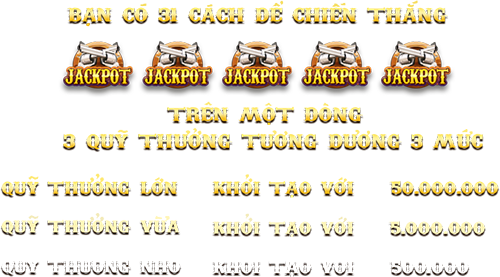 BẠN CÓ 31 CÁCH ĐỂ CHIẾN THẮNG
JACKPOT JACKPOT JACKPOT JACKPOT JACKPOT
TRÊN MỘT DÒNG
3 QUỸ THƯỞNG TƯƠNG ĐƯƠNG 3 MỨC
QUỸ THƯỞNG LỚN KHỞI TẠO VỚI 50.000.000
QUỸ THƯỞNG VỪA KHỞI TẠO VỚI 5.000.000
QUỸ THƯỞNG NHỎ KHỞI TẠO VỚI 500.000